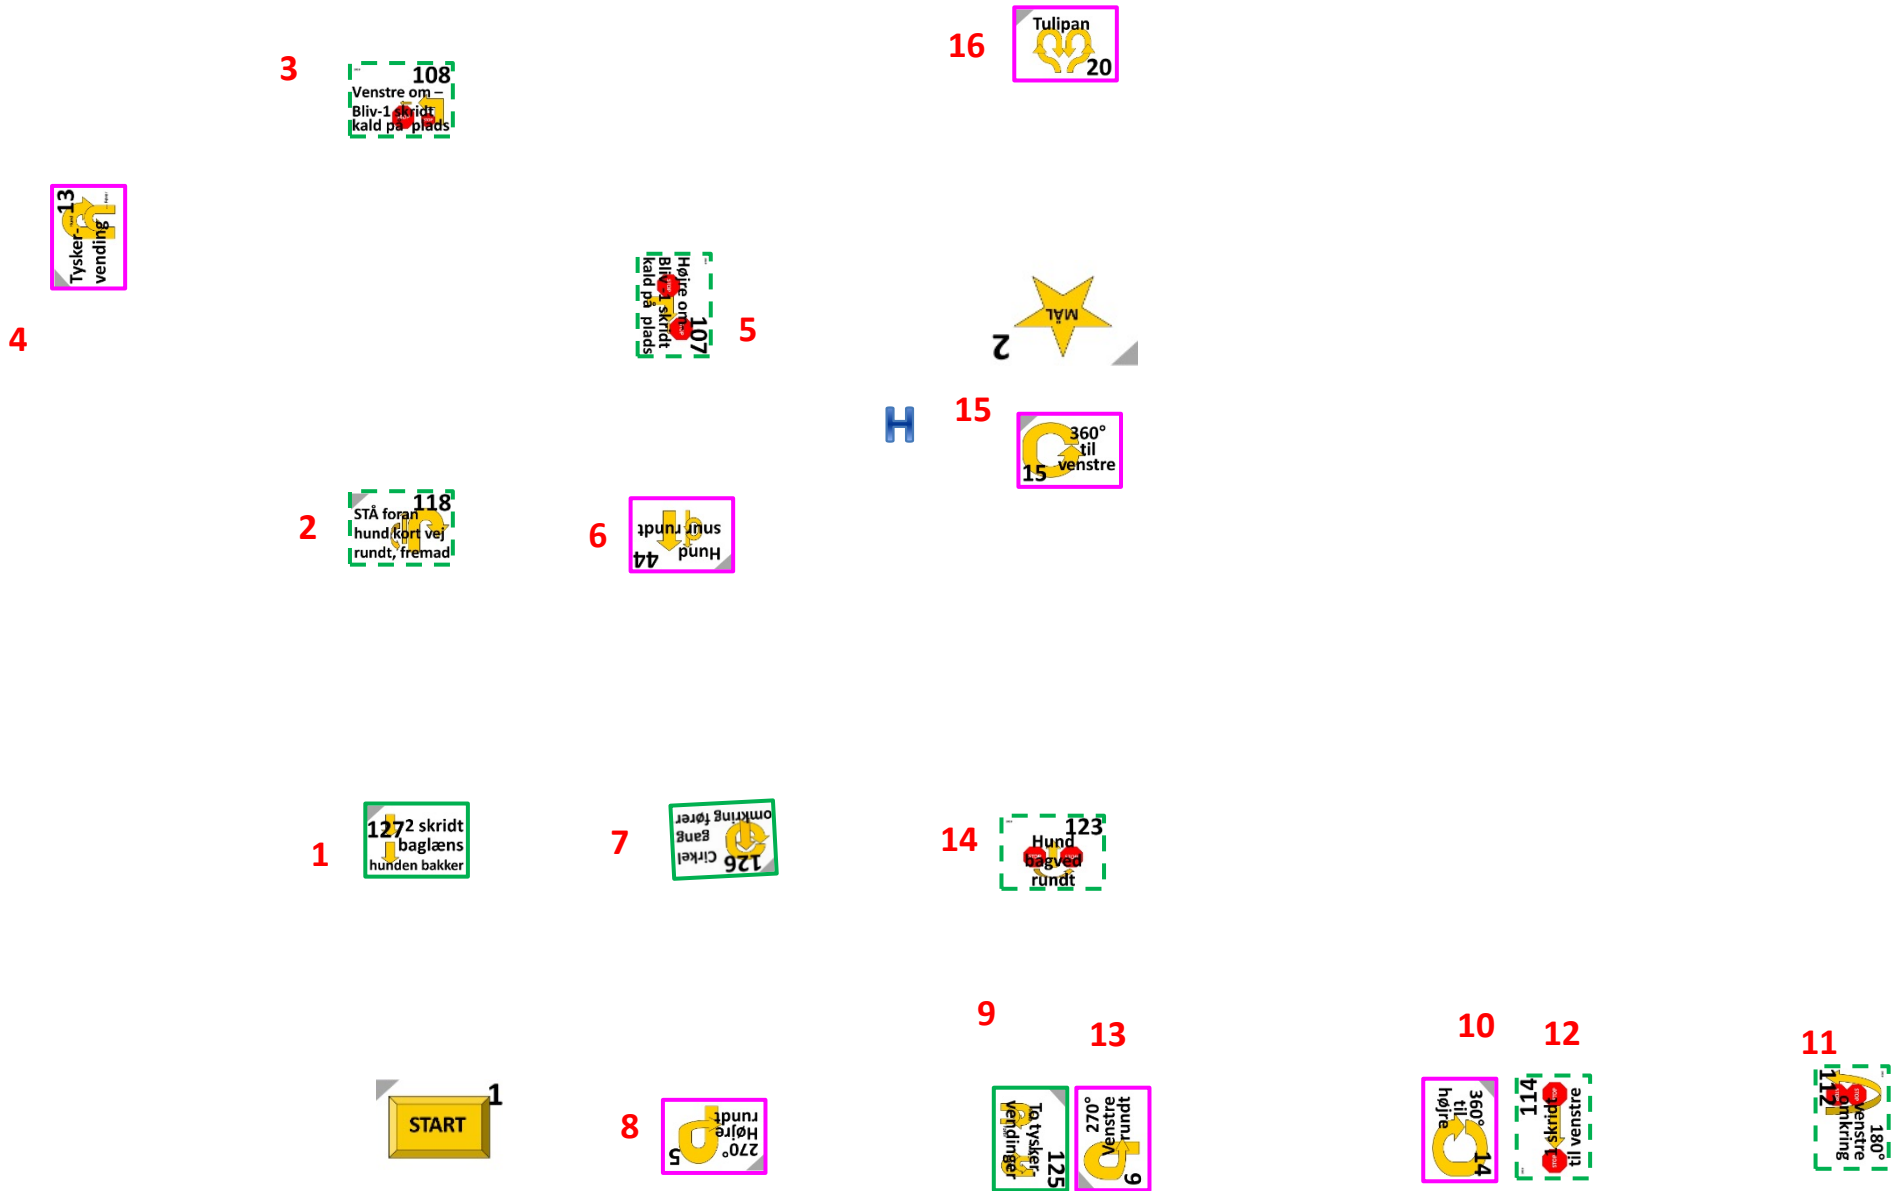 16
Tulipan
20
3
108
Venstre om –
Bliv-1 skridt
kald på plads
13
Tysker-
vending
4
Højre om-
Bliv -1 skridt
kald på plads
107
5
MÅL
2
H
15
360°
til
venstre
15
2
118
STÅ foran
hund kort vej
rundt, fremad
6
Hund
snur rundt
44
1
127
2 skridt
baglæns
hunden bakker
7
126
Cirkel
gang
omkring fører
14
123
Hund
bagved
rundt
1
START
8
270°
Højre
rundt
5
9
To tysker-
vendinger
125
13
270°
Venstre
rundt
6
10
360°
til
højre
14
12
114
1 skridt
til venstre
11
112
180°
venstre
omkring